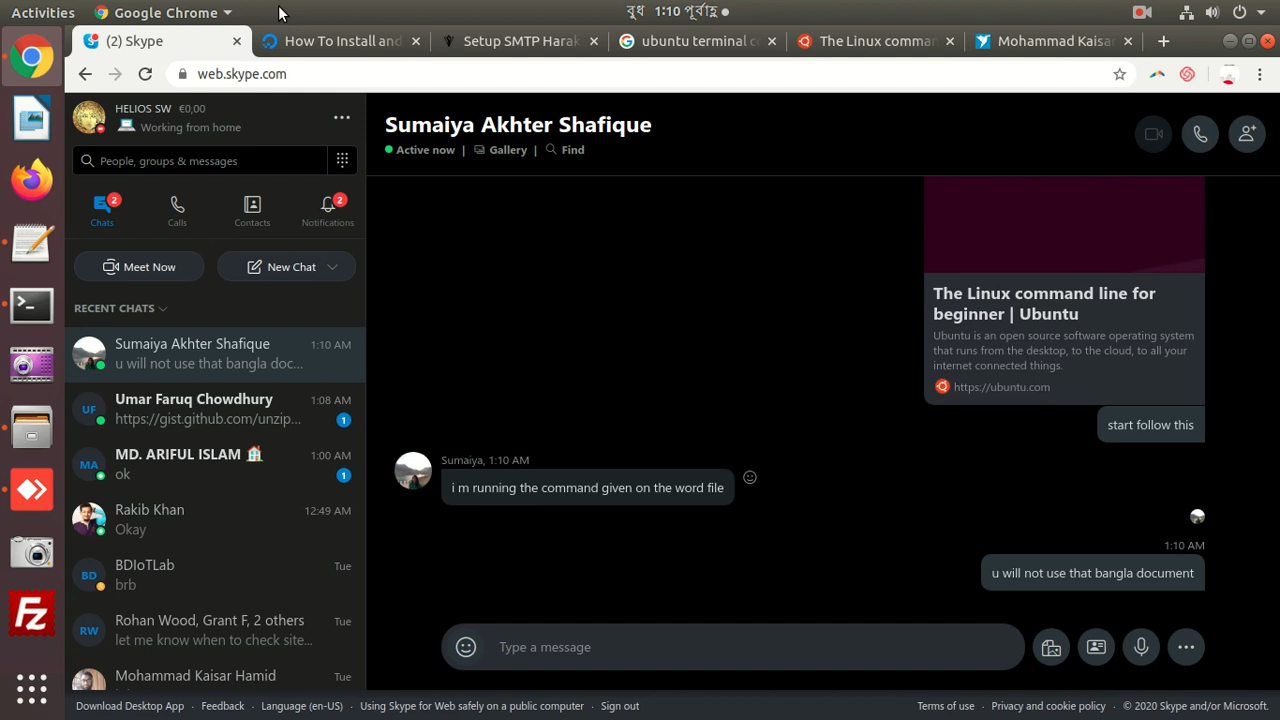 Activities
Google Chrome
বুধ 1:10 পূর্বাহ্ণ
(2) Skype
How To Install and
Setup SMTP Harak
ubuntu terminal c
The Linux comma
Mohammad Kaisa
web.skype.com
HELIOS SW €0,00
Working from home
People, groups & messages
2
2
Chats
Calls
Contacts
Notifications
Meet Now
New Chat
RECENT CHATS
Sumaiya Akhter Shafique 1:10 AM
u will not use that bangla doc...
UF
Umar Faruq Chowdhury 1:08 AM
https://gist.github.com/unzip... 1
MA
MD. ARIFUL ISLAM 1:00 AM
ok 1
Rakib Khan 12:49 AM
Okay
BD
BDIoTLab Tue
brb
RW
Rohan Wood, Grant F, 2 others Tue
let me know when to check site...
Mohammad Kaisar Hamid Tue
Sumaiya Akhter Shafique
Active now | Gallery | Find
The Linux command line for
beginner | Ubuntu
Ubuntu is an open source software operating system
that runs from the desktop, to the cloud, to all your
internet connected things.
https://ubuntu.com
start follow this
Sumaiya, 1:10 AM
i m running the command given on the word file
1:10 AM
u will not use that bangla document
Type a message
Fz
Download Desktop App Feedback Language (en-US) Using Skype for Web safely on a public computer Sign out
Terms of use Privacy and cookie policy © 2020 Skype and/or Microsoft.